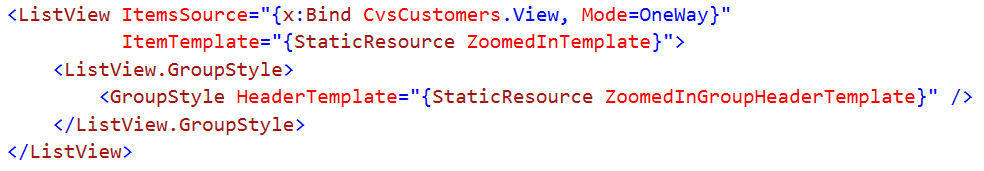 <ListView ItemsSource="{x:Bind CvsCustomers.View, Mode=OneWay}"
          ItemTemplate="{StaticResource ZoomedInTemplate}">
    <ListView.GroupStyle>
        <GroupStyle HeaderTemplate="{StaticResource ZoomedInGroupHeaderTemplate}" />
    </ListView.GroupStyle>
</ListView>